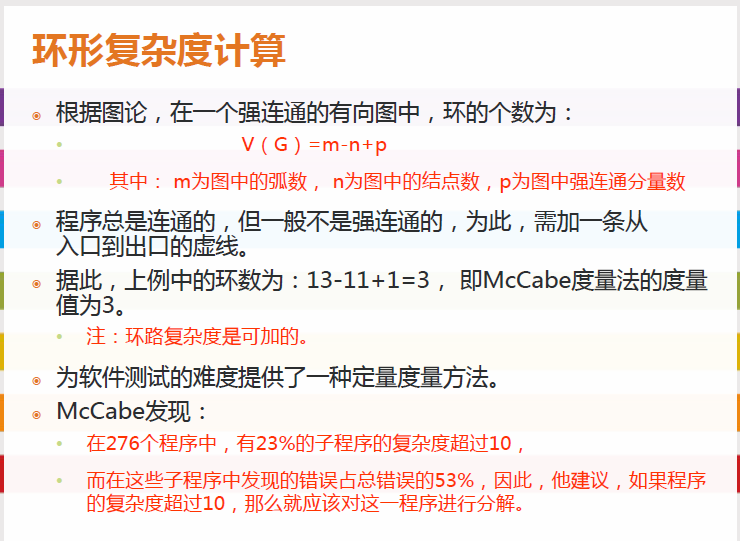 环形复杂度计算
根据图论，在一个强连通的有向图中，环的个数为：
V（G）=m-n+p
其中： m为图中的弧数， n为图中的结点数，p为图中强连通分量数
程序总是连通的，但一般不是强连通的，为此，需加一条从
入口到出口的虚线。
据此，上例中的环数为：13-11+1=3， 即McCabe度量法的度量
值为3。
注：环路复杂度是可加的。
为软件测试的难度提供了一种定量度量方法。
McCabe发现：
在276个程序中，有23%的子程序的复杂度超过10，
而在这些子程序中发现的错误占总错误的53%，因此，他建议，如果程序
的复杂度超过10，那么就应该对这一程序进行分解。